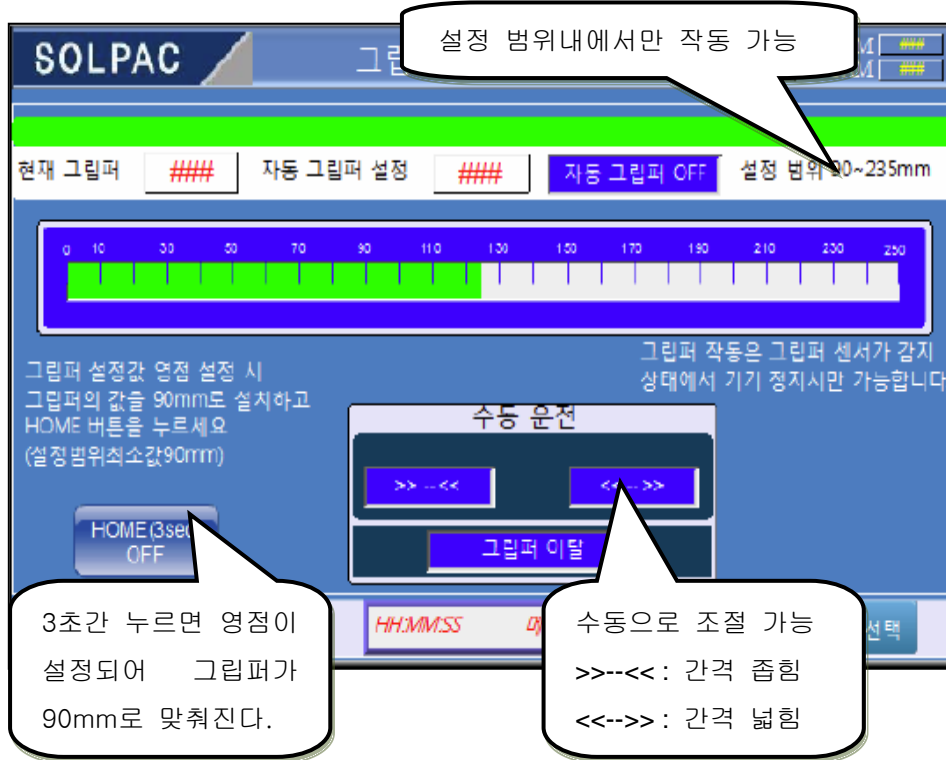 설정 범위내에서만 작동 가능
SOLPAC
그립
M ###
M ###
현재 그립퍼 ### 자동 그립퍼 설정 ### 자동 그립퍼 OFF 설정 범위 90~235mm
0 10 30 50 70 90 110 130 150 170 190 210 230 250
그립퍼 작동은 그립퍼 센서가 감지
상태에서 기기 정지시만 가능합니다
그립퍼 설정값 영점 설정 시
그립퍼의 값을 90mm로 설치하고
HOME 버튼을 누르세요
(설정범위최소값90mm)
수동 운전
>> --<< <<-- >>
그립퍼 이탈
HOME(3sec)
OFF
HH:MM:SS
선택
3초간 누르면 영점이
설정되어 그립퍼가
90mm로 맞춰진다.
수동으로 조절 가능
>>--<< : 간격 좁힘
<<-->> : 간격 넓힘